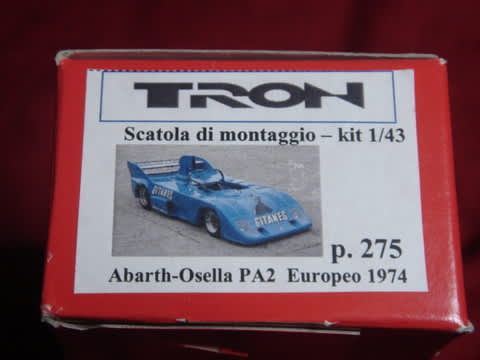 TRON
Scatola di montaggio – kit 1/43
GITANES
GITANES
p. 275
Abarth-Osella PA2 Europeo 1974